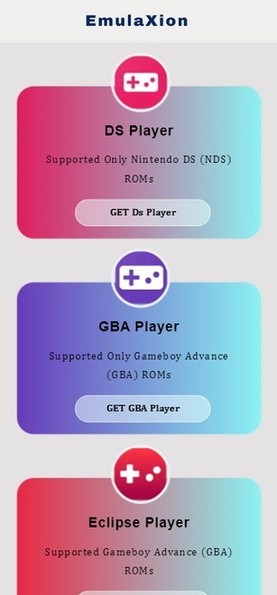 EmulaXion
DS Player
Supported Only Nintendo DS (NDS)
ROMs
GET Ds Player
GBA Player
Supported Only Gameboy Advance
(GBA) ROMs
GET GBA Player
Eclipse Player
Supported Gameboy Advance (GBA)
ROMs